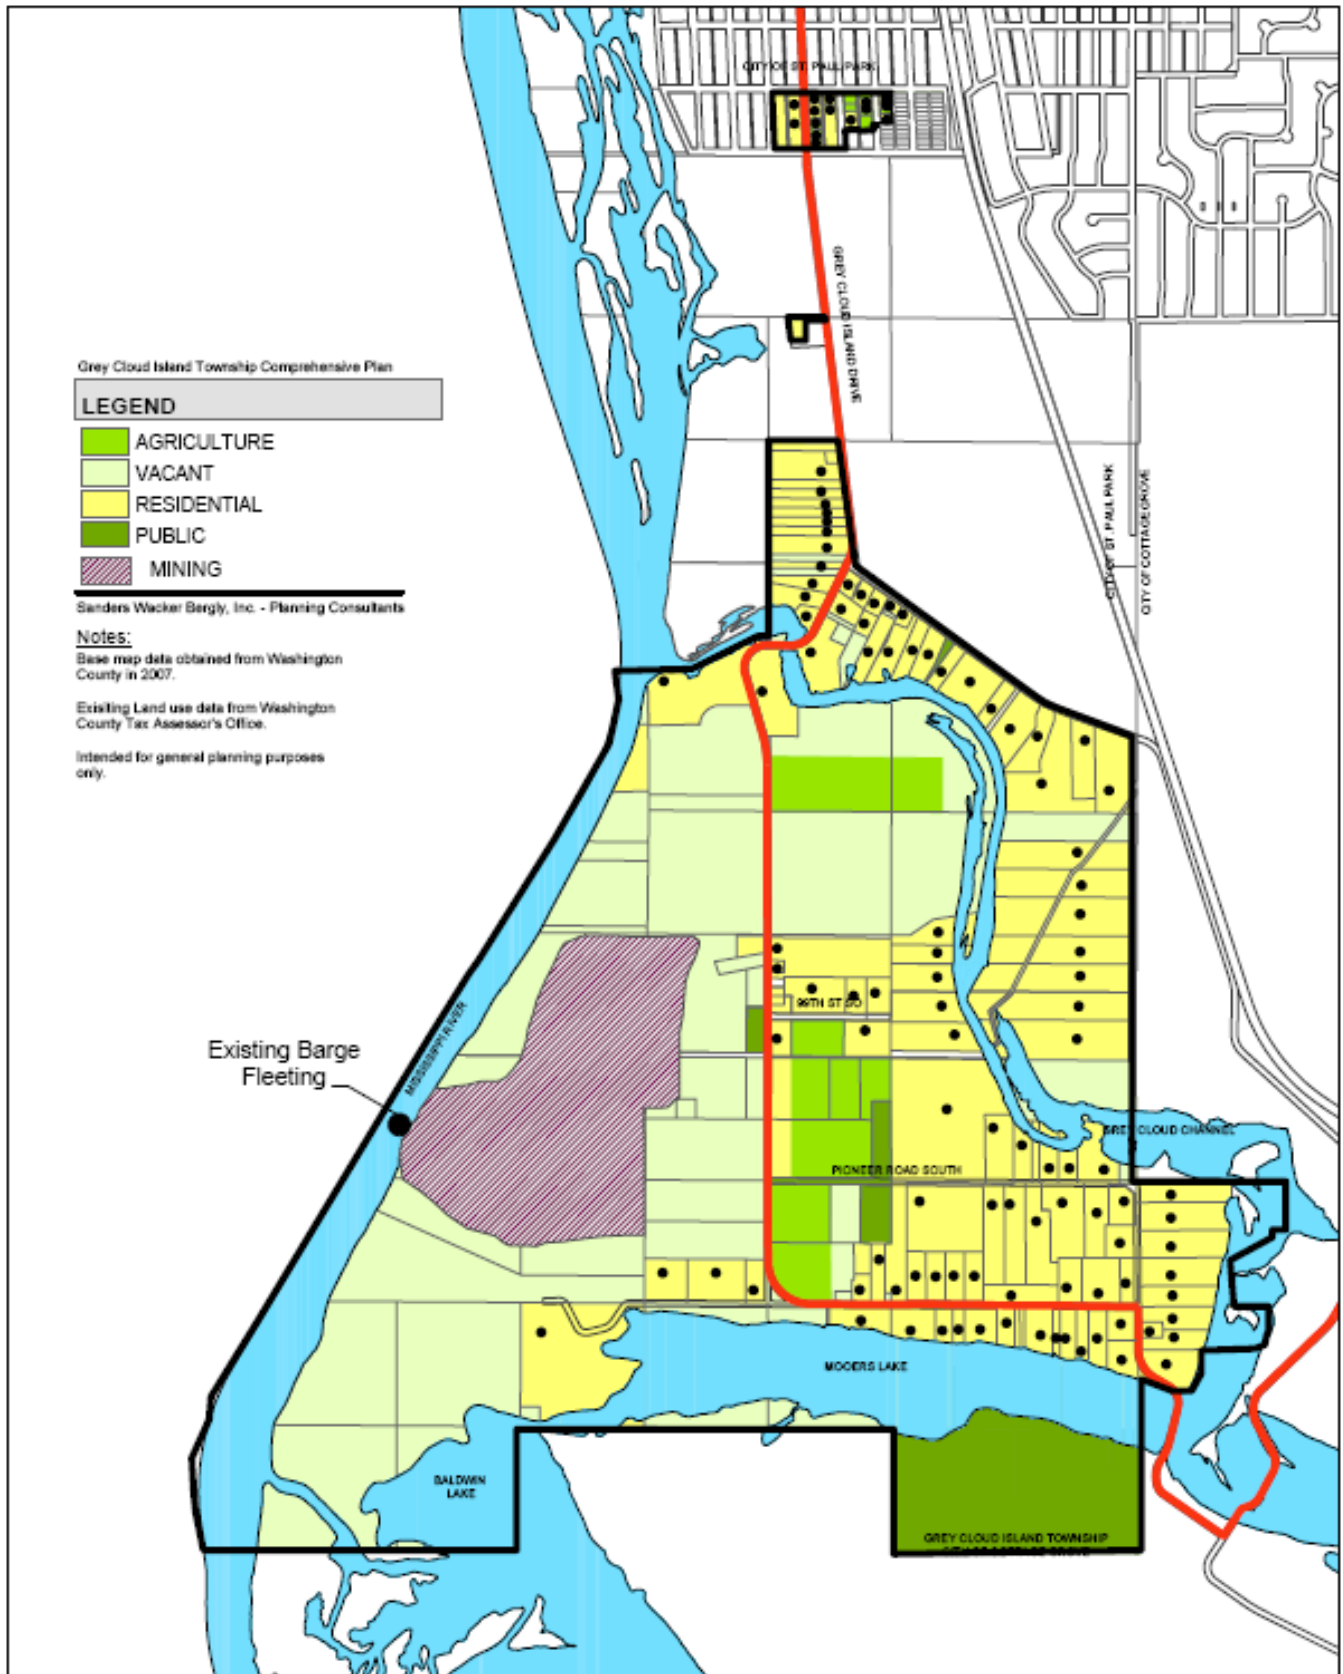 CITY OF ST. PAUL PARK
GREY CLOUD ISLAND DRIVE
Grey Cloud Island Township Comprehensive Plan
LEGEND
AGRICULTURE
VACANT
RESIDENTIAL
PUBLIC
MINING
Sanders Wacker Bergly, Inc. - Planning Consultants
Notes:
Base map data obtained from Washington
County in 2007.
Existing Land use data from Washington
County Tax Assessor's Office.
Intended for general planning purposes
only.
CITY OF ST. PAUL PARK
CITY OF COTTAGE GROVE
99TH ST SO
MISSISSIPPI RIVER
Existing Barge
Fleeting
GREY CLOUD CHANNEL
PIONEER ROAD SOUTH
MOOERS LAKE
BALDWIN
LAKE
GREY CLOUD ISLAND TOWNSHIP